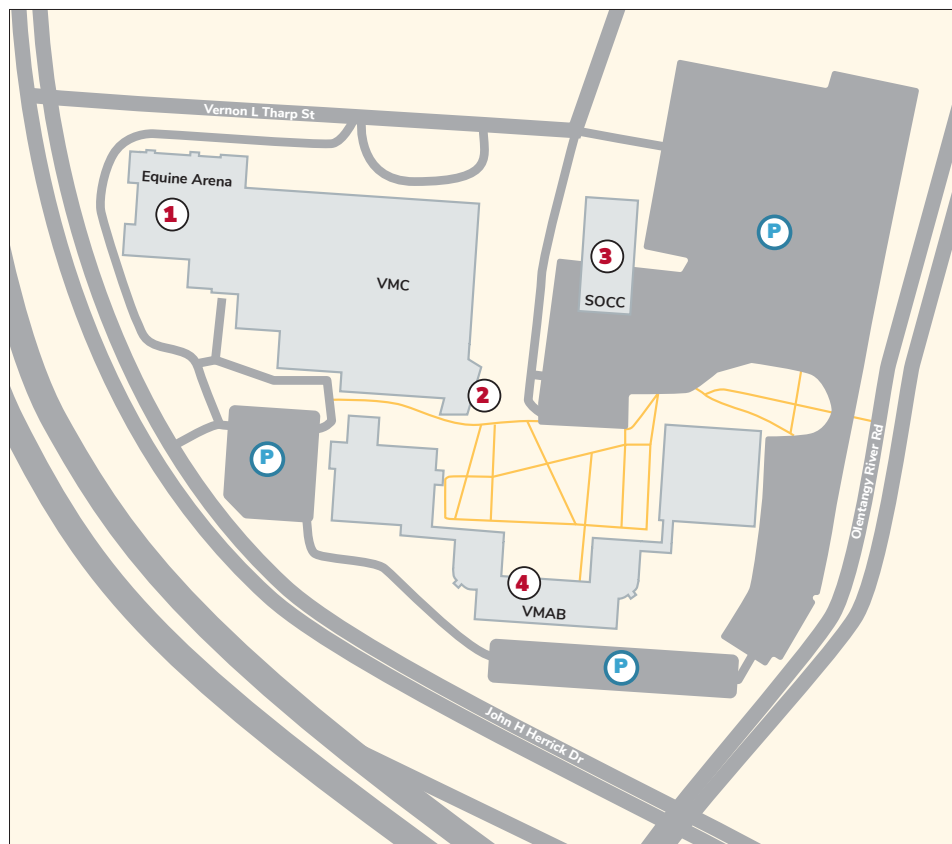 Vernon L Tharp St
Equine Arena
1
P
3
VMC
SOCC
2
P
Olentangy River Rd
4
VMAB
P
John H Herrick Dr